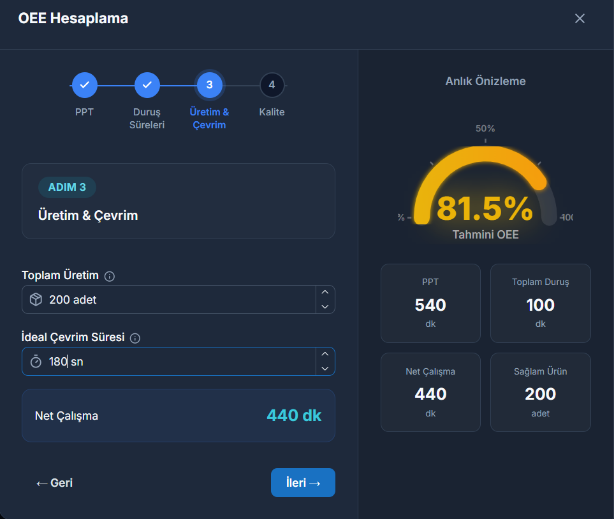 OEE Hesaplama
3
4
PPT
Duruş
Süreleri
Üretim &
Çevrim
Kalite
ADIM 3
Üretim & Çevrim
Toplam Üretim
200 adet
İdeal Çevrim Süresi
180 sn
Net Çalışma
440 dk
← Geri
İleri →
Anlık Önizleme
50%
81.5%
Tahmini OEE
PPT
540
dk
Toplam Duruş
100
dk
Net Çalışma
440
dk
Sağlam Ürün
200
adet